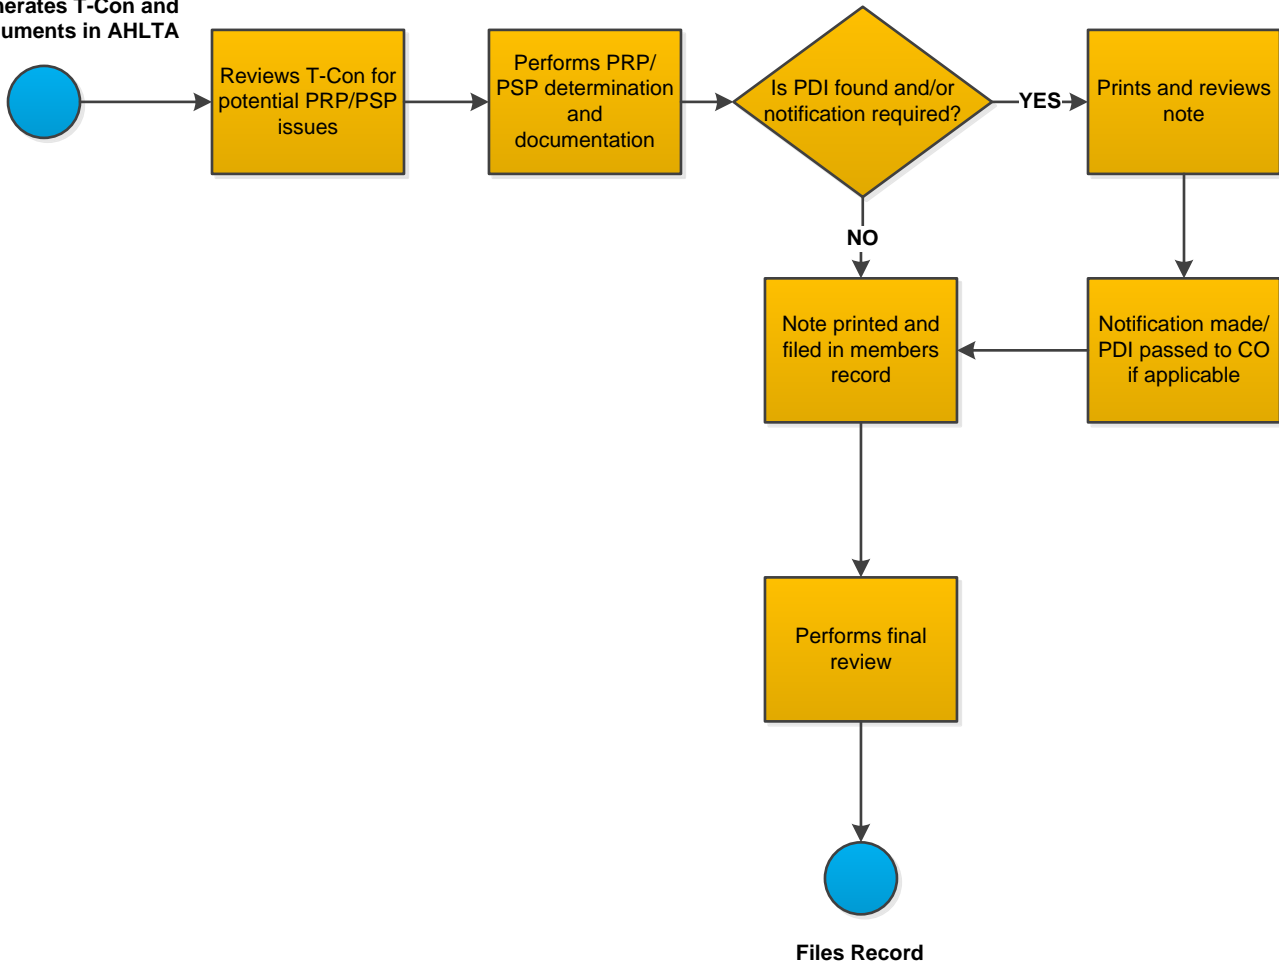 T-Con and
in AHLTA
Reviews T-Con for
potential PRP/PSP
issues
Performs PRP/
PSP determination
and
documentation
Is PDI found and/or
notification required?
YES
Prints and reviews
note
NO
Note printed and
filed in members
record
Notification made/
PDI passed to CO
if applicable
Performs final
review
Files Record